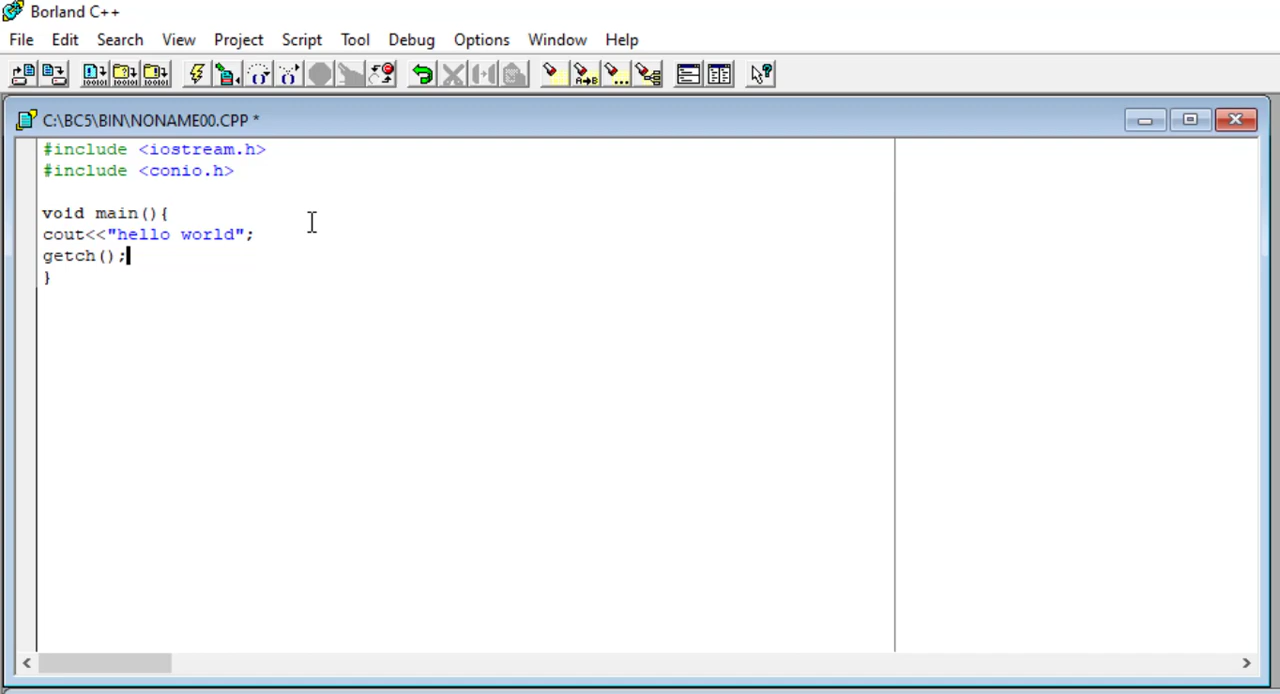 Borland C++
File Edit Search View Project Script Tool Debug Options Window Help
C:\BC5\BIN\NONAME00.CPP *
#include <iostream.h>
#include <conio.h>
void main(){
cout<<"hello world";
getch();
}